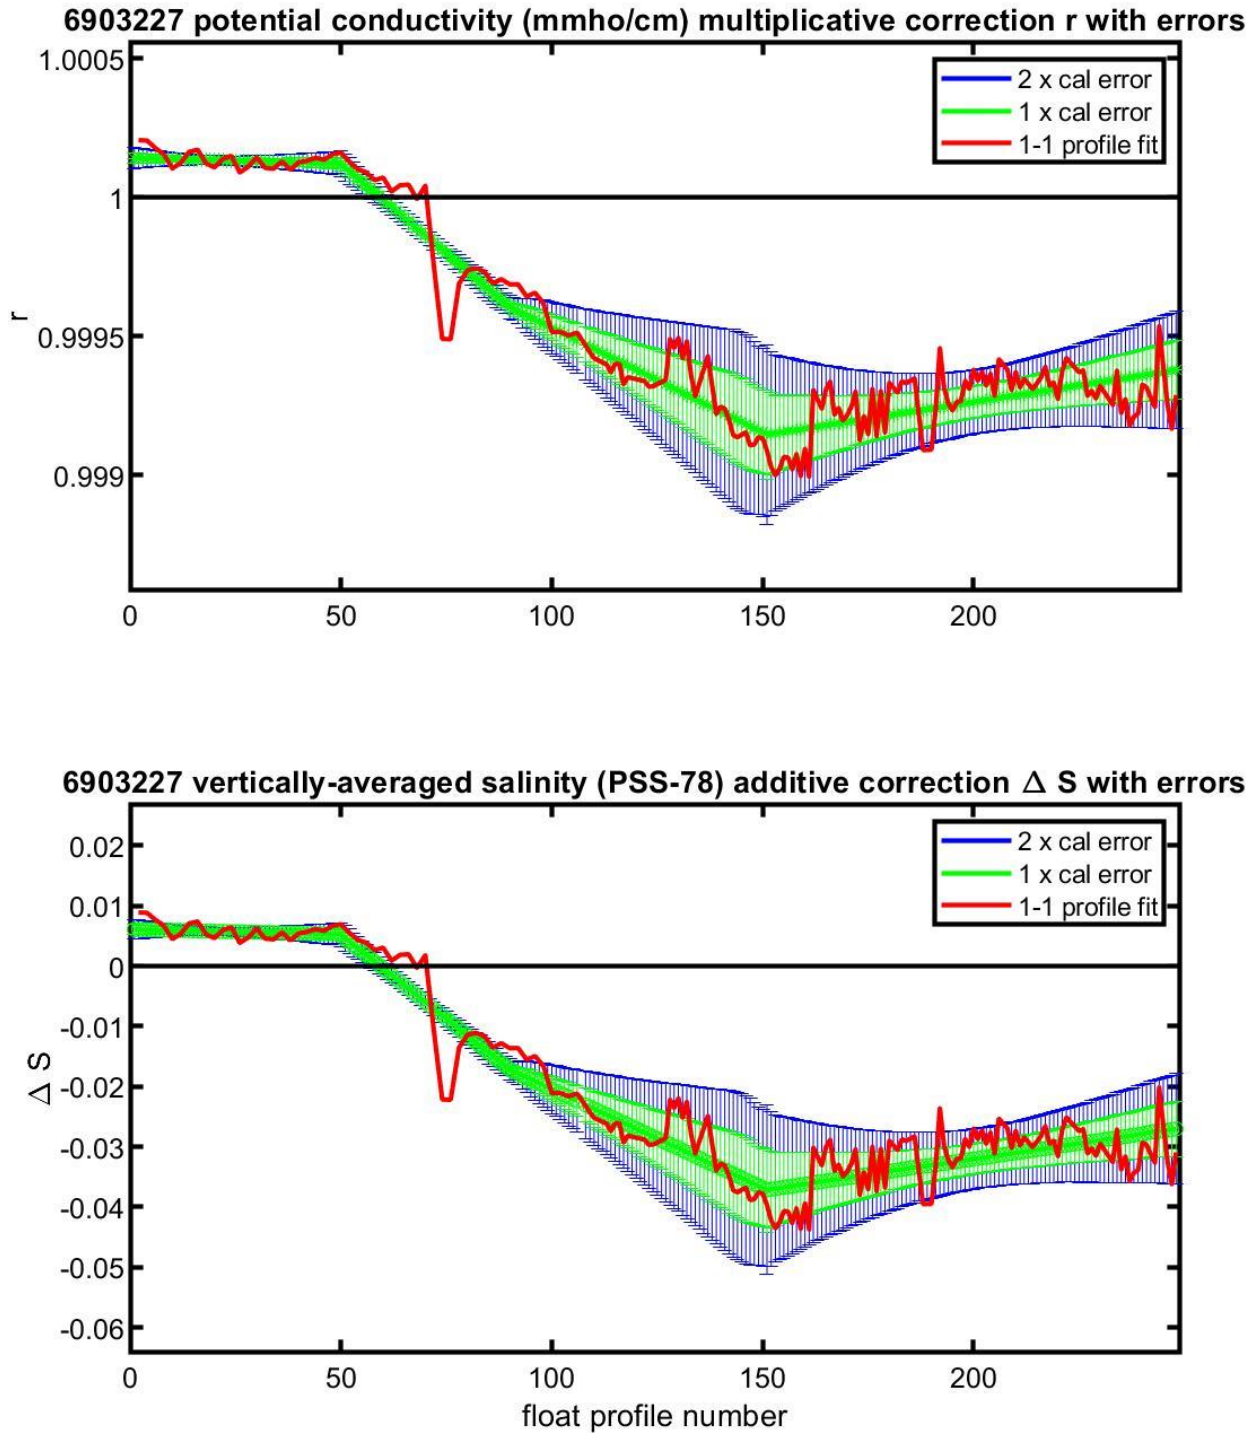 6903227 potential conductivity (mmho/cm) multiplicative correction r with errors
1.0005
1
0.9995
0.999
r
2 x cal error
1 x cal error
1-1 profile fit
0 50 100 150 200
6903227 vertically-averaged salinity (PSS-78) additive correction Δ S with errors
0.02
0.01
0
-0.01
-0.02
-0.03
-0.04
-0.05
-0.06
Δ S
2 x cal error
1 x cal error
1-1 profile fit
0 50 100 150 200
float profile number